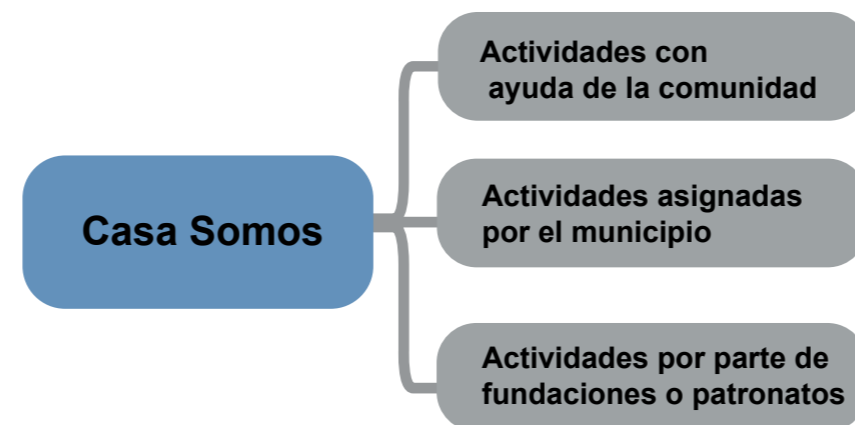 Casa Somos
Actividades con
ayuda de la comunidad
Actividades asignadas
por el municipio
Actividades por parte de
fundaciones o patronatos